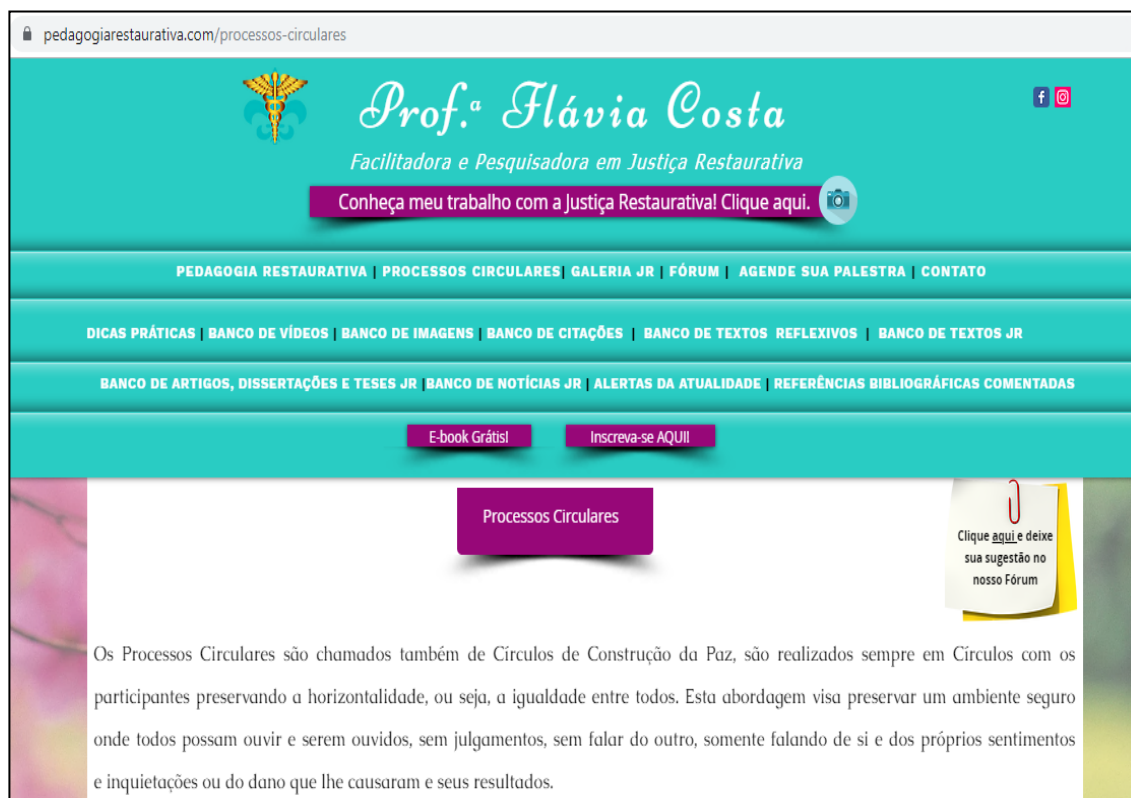 pedagogiarestaurativa.com/processos-circulares
Prof.ª Flávia Costa
Facilitadora e Pesquisadora em Justiça Restaurativa
Conheça meu trabalho com a Justiça Restaurativa! Clique aqui.
PEDAGOGIA RESTAURATIVA | PROCESSOS CIRCULARES| GALERIA JR | FÓRUM | AGENDE SUA PALESTRA | CONTATO
DICAS PRÁTICAS | BANCO DE VÍDEOS | BANCO DE IMAGENS | BANCO DE CITAÇÕES | BANCO DE TEXTOS REFLEXIVOS | BANCO DE TEXTOS JR
BANCO DE ARTIGOS, DISSERTAÇÕES E TESES JR |BANCO DE NOTÍCIAS JR | ALERTAS DA ATUALIDADE | REFERÊNCIAS BIBLIOGRÁFICAS COMENTADAS
E-book Grátis! Inscreva-se AQUI!
Processos Circulares
Clique aqui e deixe
sua sugestão no
nosso Fórum
Os Processos Circulares são chamados também de Círculos de Construção da Paz, são realizados sempre em Círculos com os
participantes preservando a horizontalidade, ou seja, a igualdade entre todos. Esta abordagem visa preservar um ambiente seguro
onde todos possam ouvir e serem ouvidos, sem julgamentos, sem falar do outro, somente falando de si e dos próprios sentimentos
e inquietações ou do dano que lhe causaram e seus resultados.